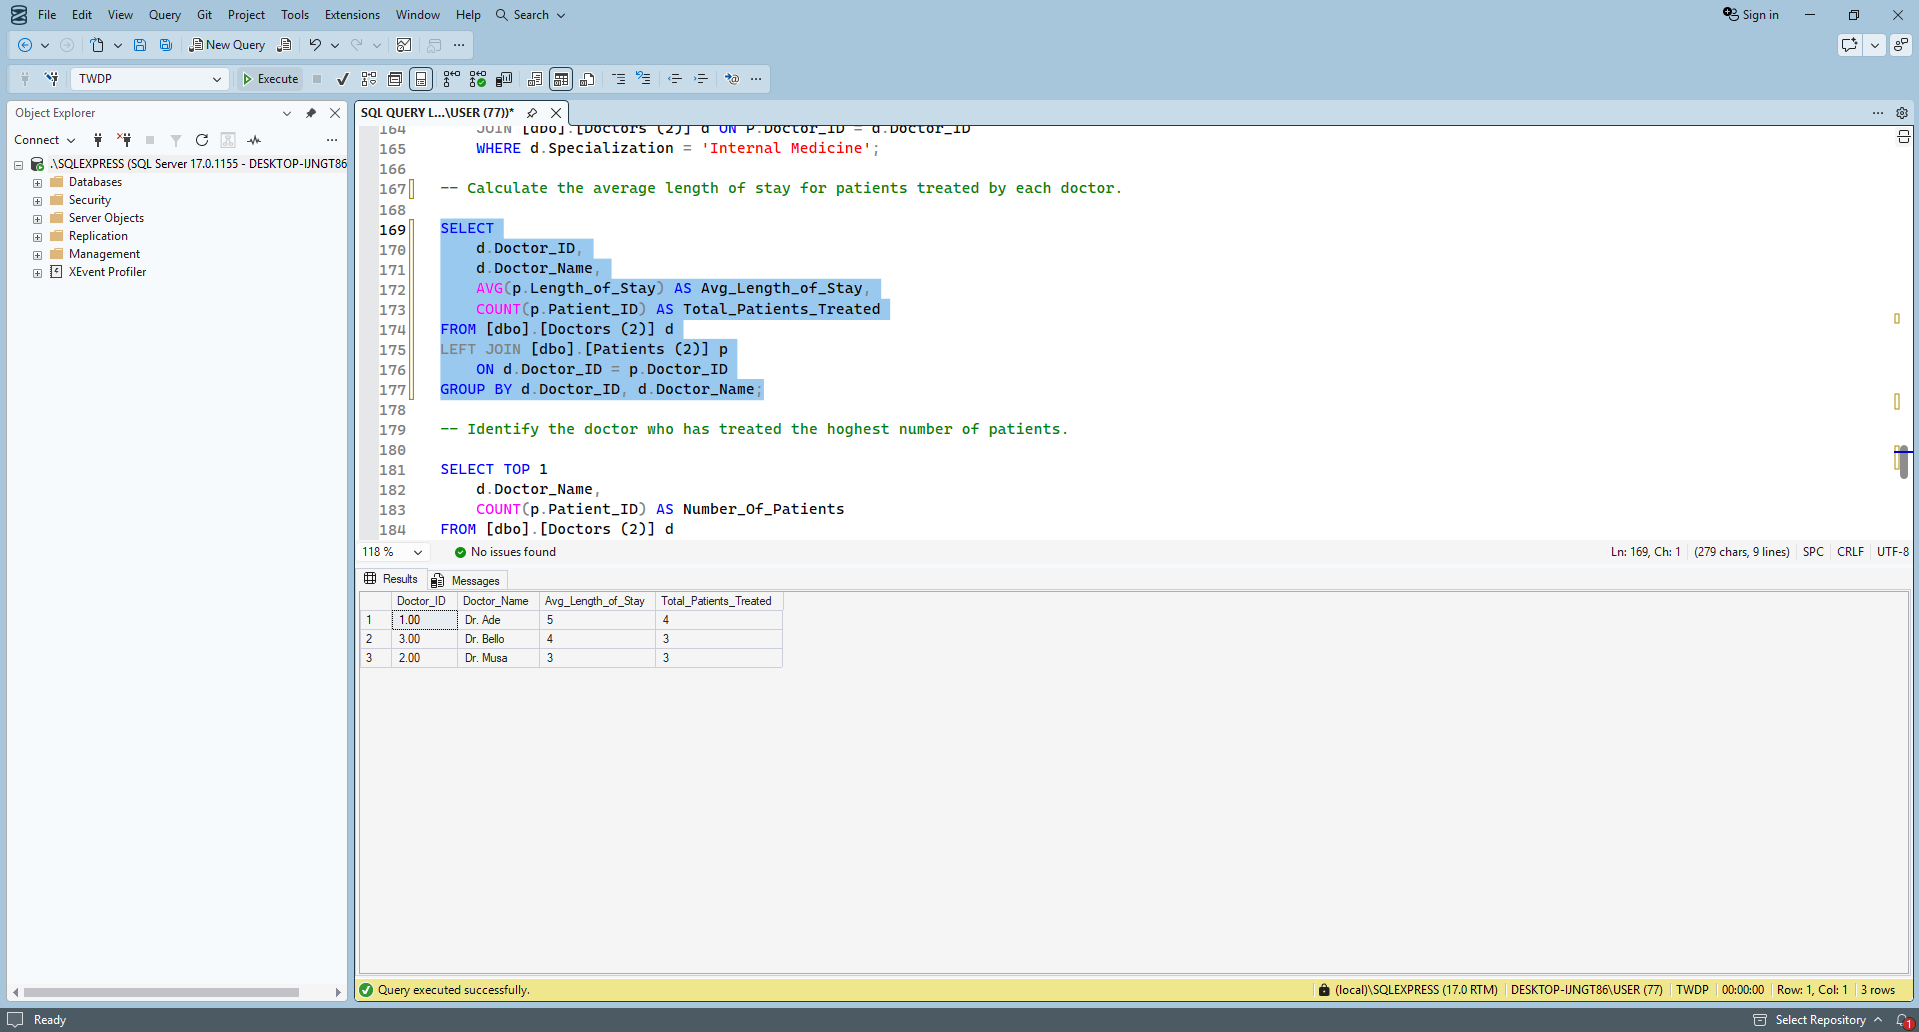 File Edit View Query Git Project Tools Extensions Window Help Search Sign in
New Query
TWDP Execute
Object Explorer
Connect
.\SQLEXPRESS (SQL Server 17.0.1155 - DESKTOP-IJNGT86
Databases
Security
Server Objects
Replication
Management
XEvent Profiler
SQL QUERY L...\USER (77))*
164 JOIN [dbo].[Doctors (2)] d ON P.Doctor_ID = d.Doctor_ID
165 WHERE d.Specialization = 'Internal Medicine';
166
167 -- Calculate the average length of stay for patients treated by each doctor.
168
169 SELECT
170 d.Doctor_ID,
171 d.Doctor_Name,
172 AVG(p.Length_of_Stay) AS Avg_Length_of_Stay,
173 COUNT(p.Patient_ID) AS Total_Patients_Treated
174 FROM [dbo].[Doctors (2)] d
175 LEFT JOIN [dbo].[Patients (2)] p
176 ON d.Doctor_ID = p.Doctor_ID
177 GROUP BY d.Doctor_ID, d.Doctor_Name;
178
179 -- Identify the doctor who has treated the hoghest number of patients.
180
181 SELECT TOP 1
182 d.Doctor_Name,
183 COUNT(p.Patient_ID) AS Number_Of_Patients
184 FROM [dbo].[Doctors (2)] d
118 % No issues found Ln: 169, Ch: 1 (279 chars, 9 lines) SPC CRLF UTF-8
Results Messages
Doctor_ID Doctor_Name Avg_Length_of_Stay Total_Patients_Treated
1 1.00 Dr. Ade 5 4
2 3.00 Dr. Bello 4 3
3 2.00 Dr. Musa 3 3
Query executed successfully. (local)\SQLEXPRESS (17.0 RTM) DESKTOP-IJNGT86\USER (77) TWDP 00:00:00 Row: 1, Col: 1 3 rows
Ready Select Repository 1